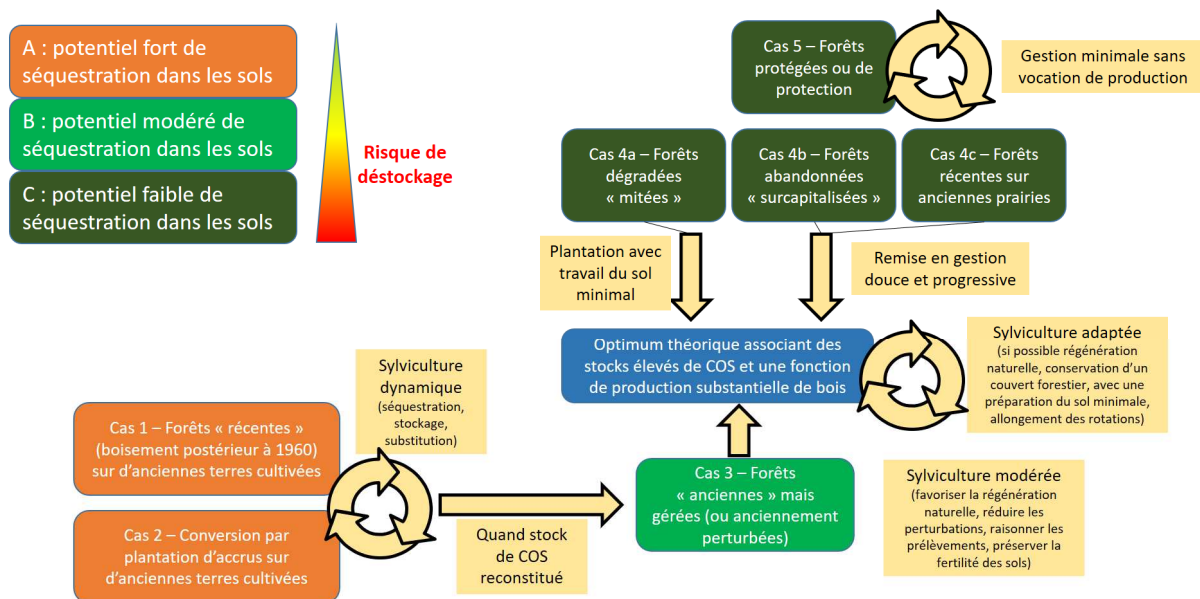 A : potentiel fort de
séquestration dans les sols
B : potentiel modéré de
séquestration dans les sols
C : potentiel faible de
séquestration dans les sols
Risque de
déstockage
Cas 5 – Forêts
protégées ou de
protection
Gestion minimale sans
vocation de production
Cas 4a – Forêts
dégradées
« mitées »
Cas 4b – Forêts
abandonnées
« surcapitalisées »
Cas 4c – Forêts
récentes sur
anciennes prairies
Plantation avec
travail du sol
minimal
Remise en gestion
douce et progressive
Optimum théorique associant des
stocks élevés de COS et une fonction
de production substantielle de bois
Sylviculture adaptée
(si possible régénération
naturelle, conservation d’un
couvert forestier, avec une
préparation du sol minimale,
allongement des rotations)
Sylviculture
dynamique
(séquestration,
stockage,
substitution)
Cas 1 – Forêts « récentes »
(boisement postérieur à 1960)
sur d’anciennes terres cultivées
Cas 2 – Conversion par
plantation d’accrus sur
d’anciennes terres cultivées
Quand stock
de COS
reconstitué
Cas 3 – Forêts
« anciennes » mais
gérées (ou anciennement
perturbées)
Sylviculture modérée
(favoriser la régénération
naturelle, réduire les
perturbations, raisonner les
prélèvements, préserver la
fertilité des sols)